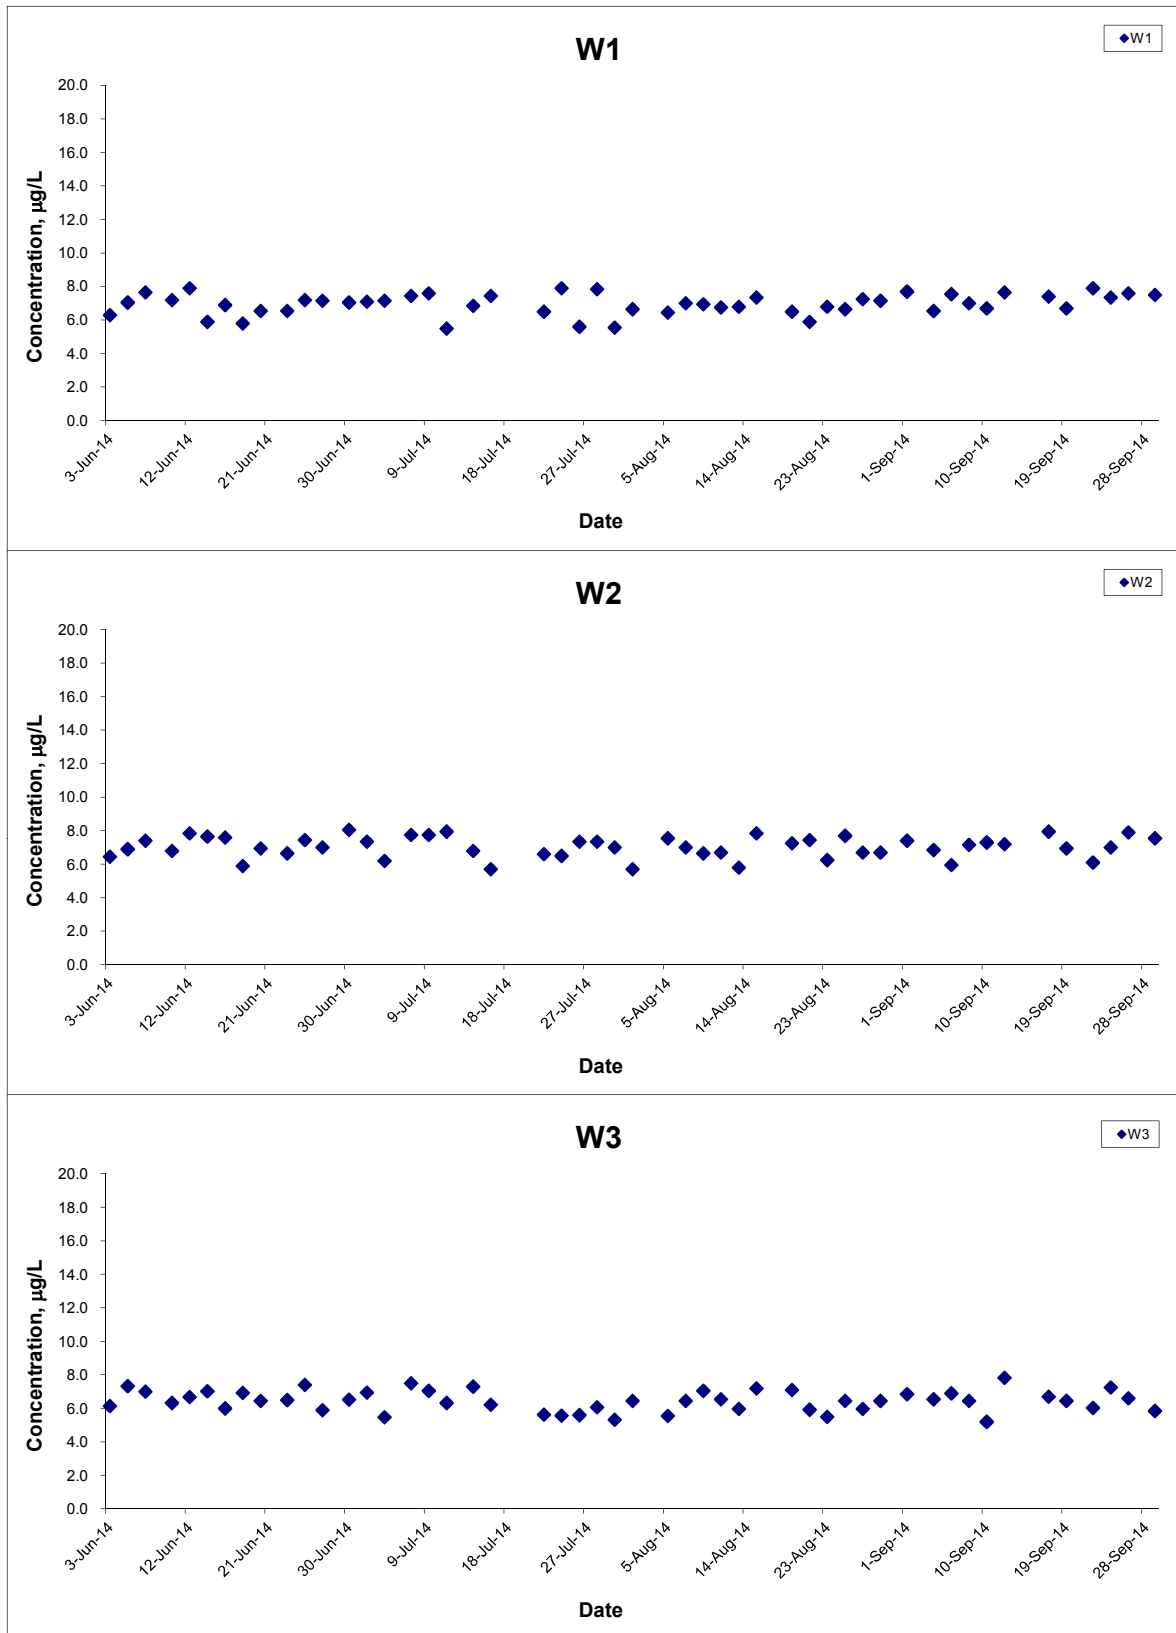 W1
W1
20.0
18.0
16.0
14.0
12.0
10.0
8.0
6.0
4.0
2.0
0.0
Concentration, µg/L
3-Jun-14
12-Jun-14
21-Jun-14
30-Jun-14
9-Jul-14
18-Jul-14
27-Jul-14
5-Aug-14
14-Aug-14
23-Aug-14
1-Sep-14
10-Sep-14
19-Sep-14
28-Sep-14
Date
W2
W2
20.0
18.0
16.0
14.0
12.0
10.0
8.0
6.0
4.0
2.0
0.0
Concentration, µg/L
3-Jun-14
12-Jun-14
21-Jun-14
30-Jun-14
9-Jul-14
18-Jul-14
27-Jul-14
5-Aug-14
14-Aug-14
23-Aug-14
1-Sep-14
10-Sep-14
19-Sep-14
28-Sep-14
Date
W3
W3
20.0
18.0
16.0
14.0
12.0
10.0
8.0
6.0
4.0
2.0
0.0
Concentration, µg/L
3-Jun-14
12-Jun-14
21-Jun-14
30-Jun-14
9-Jul-14
18-Jul-14
27-Jul-14
5-Aug-14
14-Aug-14
23-Aug-14
1-Sep-14
10-Sep-14
19-Sep-14
28-Sep-14
Date